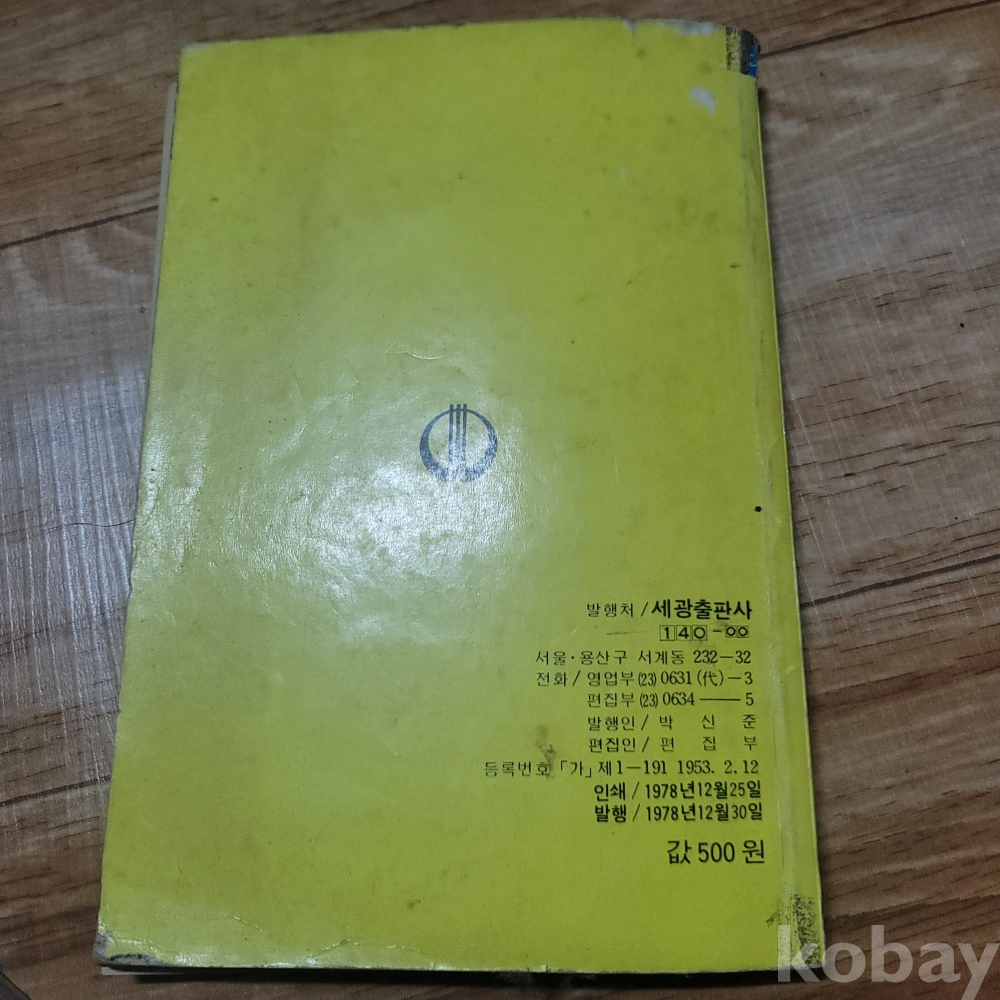 발행처 / 세광출판사
140-00
서울·용산구 서계동 232-32
전화 / 영업부 (23) 0631 (代)-3
편집부 (23) 0634 ── 5
발행인 / 박 신 준
편집인 / 편 집 부
등록번호 「가」 제1-191 1953. 2. 12
인쇄 / 1978년12월25일
발행 / 1978년12월30일
값 500 원
kobay